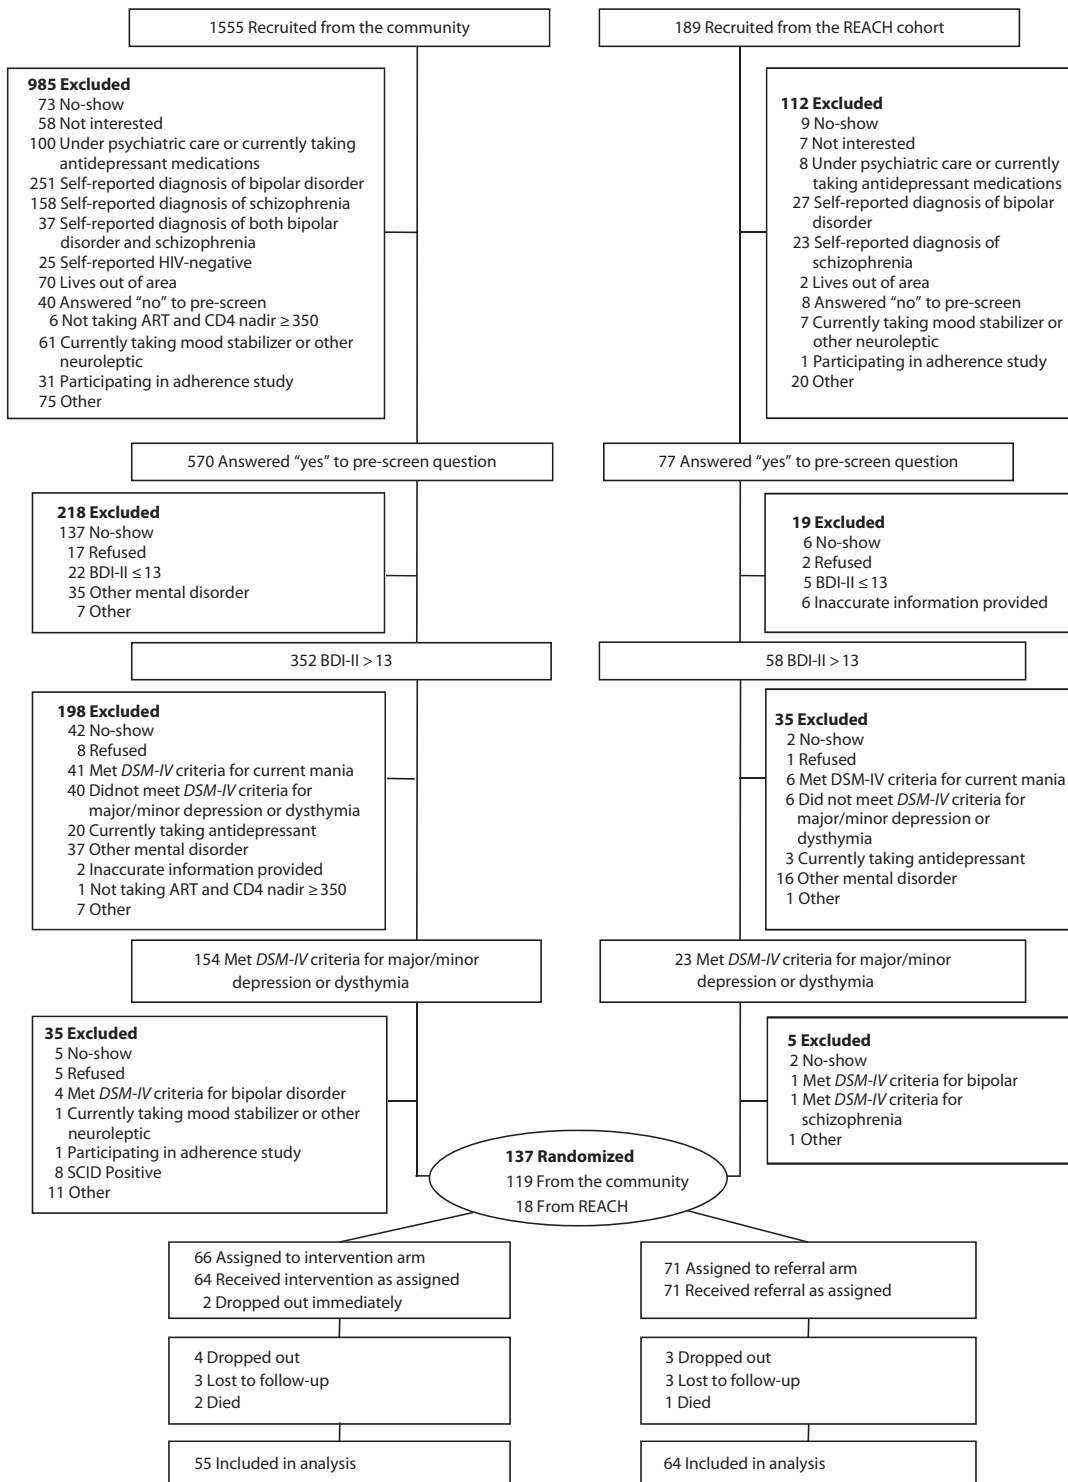 1555 Recruited from the community
189 Recruited from the REACH cohort
985 Excluded
73 No-show
58 Not interested
100 Under psychiatric care or currently taking
antidepressant medications
251 Self-reported diagnosis of bipolar disorder
158 Self-reported diagnosis of schizophrenia
37 Self-reported diagnosis of both bipolar
disorder and schizophrenia
25 Self-reported HIV-negative
70 Lives out of area
40 Answered “no” to pre-screen
6 Not taking ART and CD4 nadir ≥ 350
61 Currently taking mood stabilizer or other
neuroleptic
31 Participating in adherence study
75 Other
112 Excluded
9 No-show
7 Not interested
8 Under psychiatric care or currently
taking antidepressant medications
27 Self-reported diagnosis of bipolar
disorder
23 Self-reported diagnosis of
schizophrenia
2 Lives out of area
8 Answered “no” to pre-screen
7 Currently taking mood stabilizer or
other neuroleptic
1 Participating in adherence study
20 Other
570 Answered “yes” to pre-screen question
77 Answered “yes” to pre-screen question
218 Excluded
137 No-show
17 Refused
22 BDI-II ≤ 13
35 Other mental disorder
7 Other
19 Excluded
6 No-show
2 Refused
5 BDI-II ≤ 13
6 Inaccurate information provided
352 BDI-II > 13
58 BDI-II > 13
198 Excluded
42 No-show
8 Refused
41 Met DSM-IV criteria for current mania
40 Didnot meet DSM-IV criteria for
major/minor depression or dysthymia
20 Currently taking antidepressant
37 Other mental disorder
2 Inaccurate information provided
1 Not taking ART and CD4 nadir ≥ 350
7 Other
35 Excluded
2 No-show
1 Refused
6 Met DSM-IV criteria for current mania
6 Did not meet DSM-IV criteria for
major/minor depression or
dysthymia
3 Currently taking antidepressant
16 Other mental disorder
1 Other
154 Met DSM-IV criteria for major/minor
depression or dysthymia
23 Met DSM-IV criteria for major/minor
depression or dysthymia
35 Excluded
5 No-show
5 Refused
4 Met DSM-IV criteria for bipolar disorder
1 Currently taking mood stabilizer or other
neuroleptic
1 Participating in adherence study
8 SCID Positive
11 Other
5 Excluded
2 No-show
1 Met DSM-IV criteria for bipolar
1 Met DSM-IV criteria for
schizophrenia
1 Other
137 Randomized
119 From the community
18 From REACH
66 Assigned to intervention arm
64 Received intervention as assigned
2 Dropped out immediately
71 Assigned to referral arm
71 Received referral as assigned
4 Dropped out
3 Lost to follow-up
2 Died
3 Dropped out
3 Lost to follow-up
1 Died
55 Included in analysis
64 Included in analysis